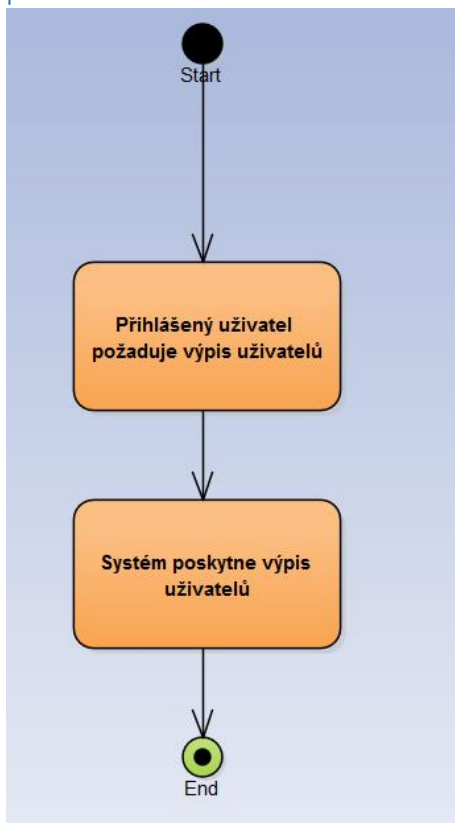 Start
Přihlášený uživatel
požaduje výpis uživatelů
Systém poskytne výpis
uživatelů
End